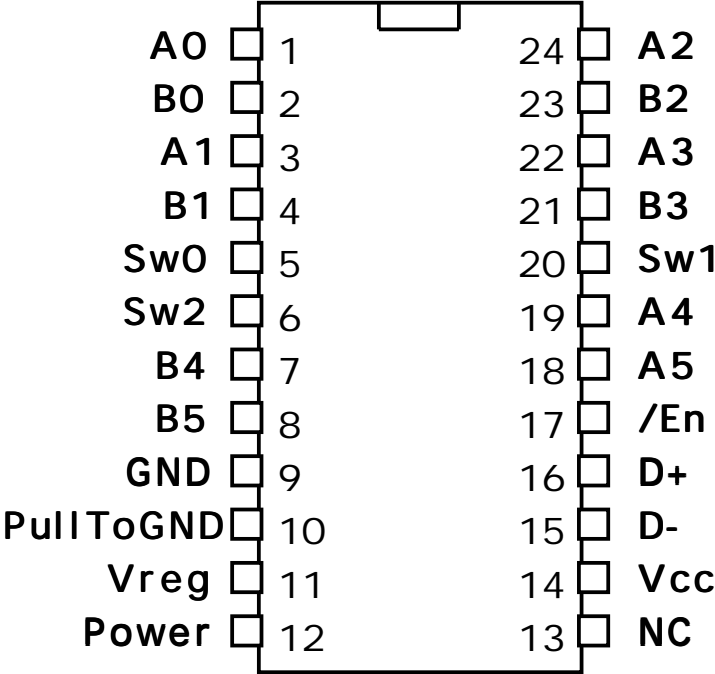 A0 1 24 A2
B0 2 23 B2
A1 3 22 A3
B1 4 21 B3
Sw0 5 20 Sw1
Sw2 6 19 A4
B4 7 18 A5
B5 8 17 /En
GND 9 16 D+
PullToGND 10 15 D-
Vreg 11 14 Vcc
Power 12 13 NC